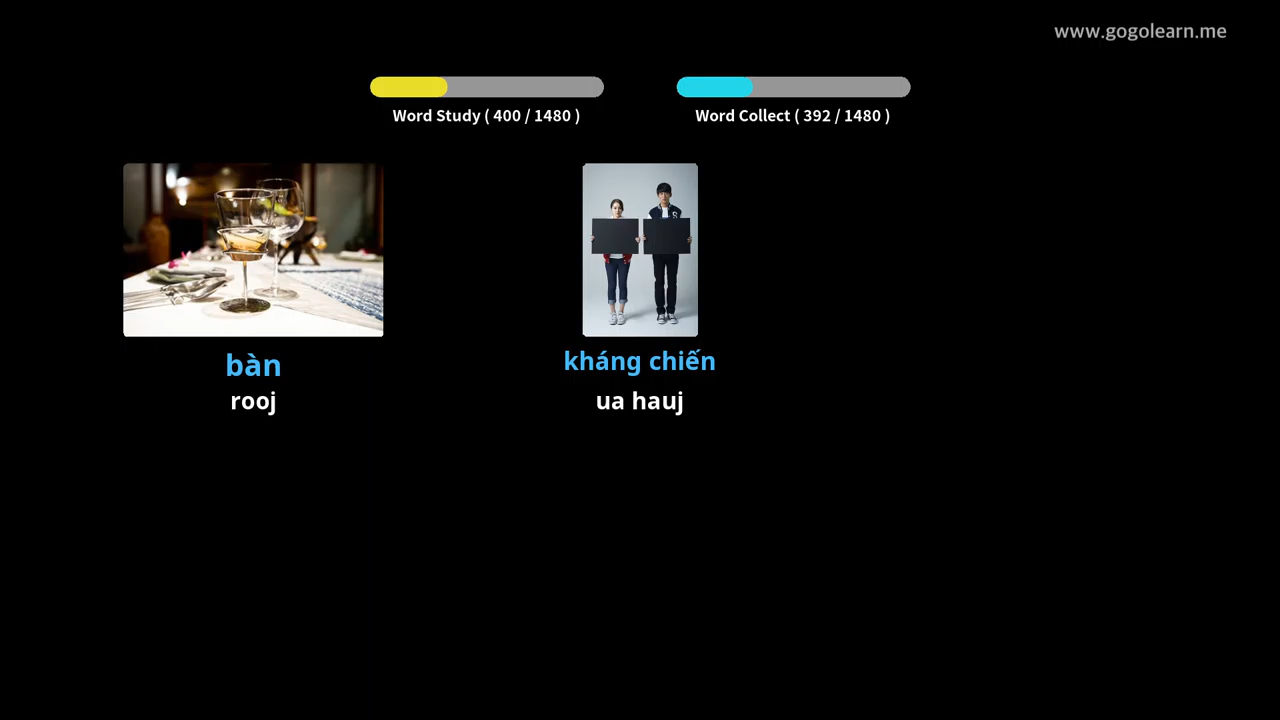 www.gogolearn.me
Word Study ( 400 / 1480 )
Word Collect ( 392 / 1480 )
bàn
rooj
kháng chiến
ua hauj